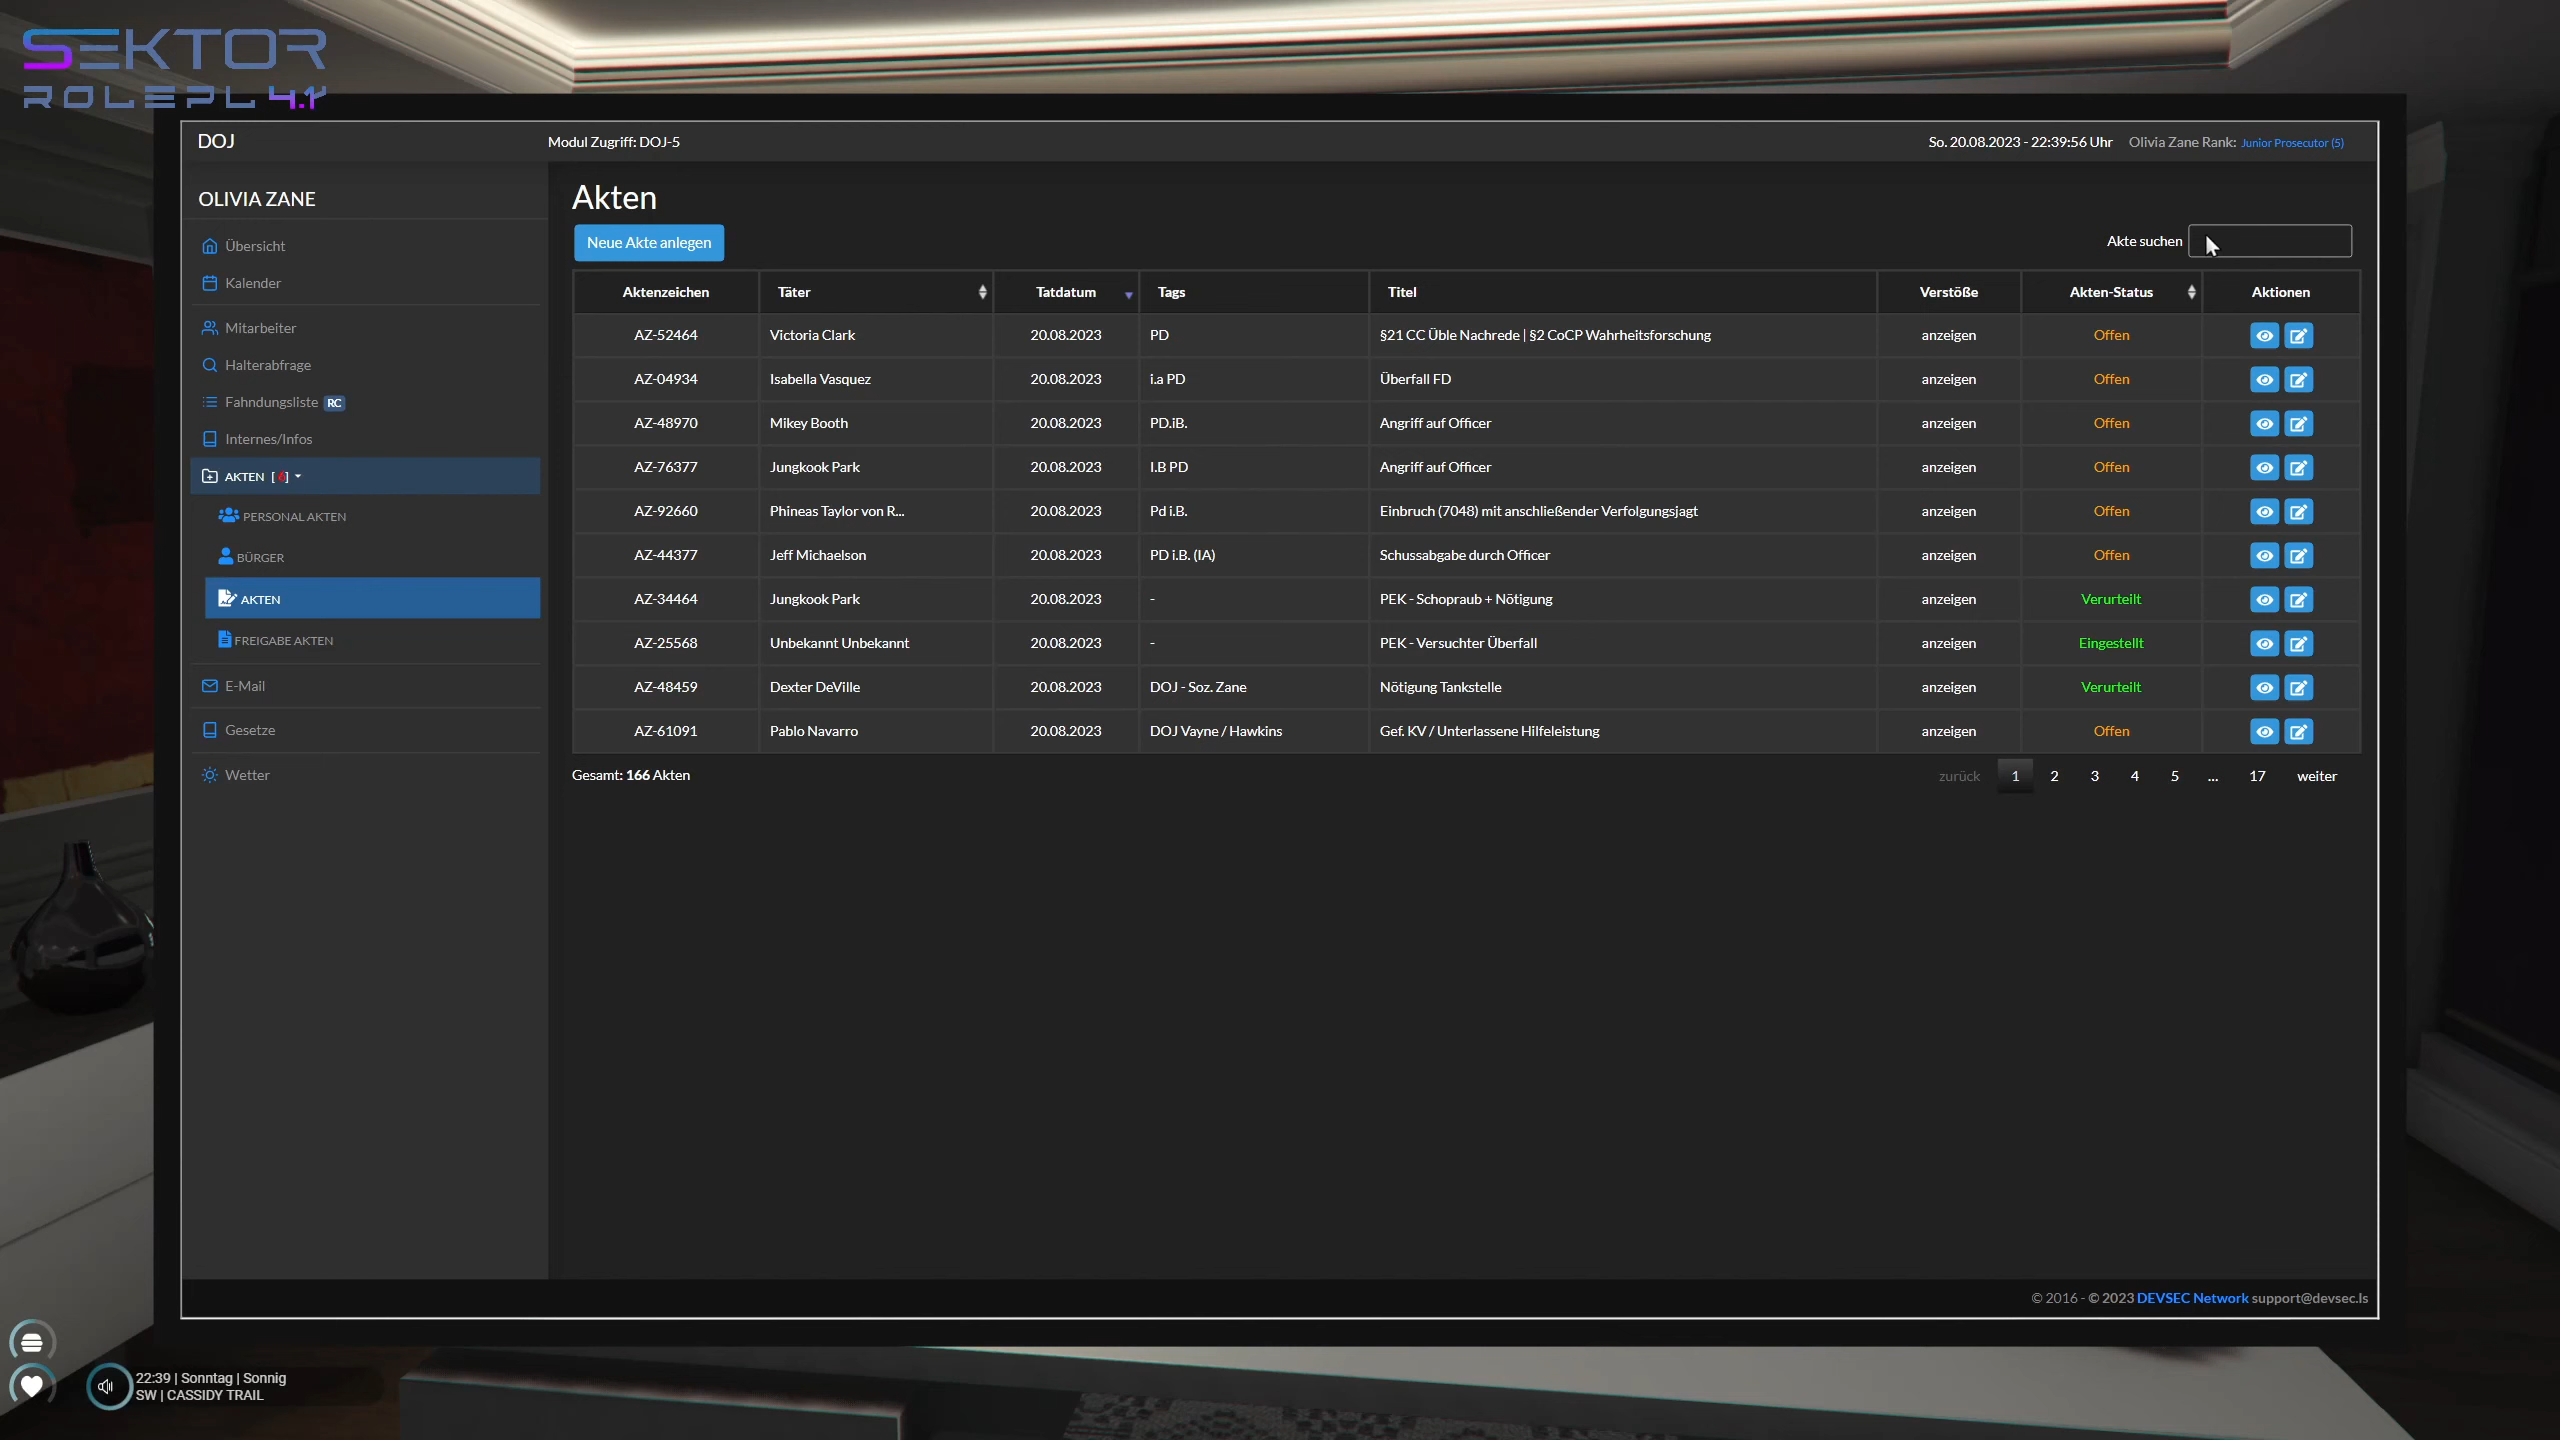 SEKTOR
ROLEPL4.Y
DOJ
Modul Zugriff: DOJ-5
So. 20.08.2023 - 22:39:56 Uhr
Olivia Zane Rank: Junior Prosecutor (5)
OLIVIA ZANE
Übersicht
Kalender
Mitarbeiter
Halterabfrage
Fahndungsliste RC
Internes/Infos
AKTEN [6]
PERSONAL AKTEN
BÜRGER
AKTEN
FREIGABE AKTEN
E-Mail
Gesetze
Wetter
Akten
Neue Akte anlegen
Akte suchen
Aktenzeichen Täter Tatdatum Tags Titel Verstöße Akten-Status Aktionen
AZ-52464 Victoria Clark 20.08.2023 PD §21 CC Üble Nachrede | §2 CoCP Wahrheitsforschung anzeigen Offen
AZ-04934 Isabella Vasquez 20.08.2023 i.a PD Überfall FD anzeigen Offen
AZ-48970 Mikey Booth 20.08.2023 PD.iB. Angriff auf Officer anzeigen Offen
AZ-76377 Jungkook Park 20.08.2023 I.B PD Angriff auf Officer anzeigen Offen
AZ-92660 Phineas Taylor von R... 20.08.2023 Pd i.B. Einbruch (7048) mit anschließender Verfolgungsjagt anzeigen Offen
AZ-44377 Jeff Michaelson 20.08.2023 PD i.B. (IA) Schussabgabe durch Officer anzeigen Offen
AZ-34464 Jungkook Park 20.08.2023 - PEK - Schopraub + Nötigung anzeigen Verurteilt
AZ-25568 Unbekannt Unbekannt 20.08.2023 - PEK - Versuchter Überfall anzeigen Eingestellt
AZ-48459 Dexter DeVille 20.08.2023 DOJ - Soz. Zane Nötigung Tankstelle anzeigen Verurteilt
AZ-61091 Pablo Navarro 20.08.2023 DOJ Vayne / Hawkins Gef. KV / Unterlassene Hilfeleistung anzeigen Offen
Gesamt: 166 Akten
zurück 1 2 3 4 5 ... 17 weiter
© 2016 - © 2023 DEVSEC Network support@devsec.ls
22:39 | Sonntag | Sonnig
SW | CASSIDY TRAIL